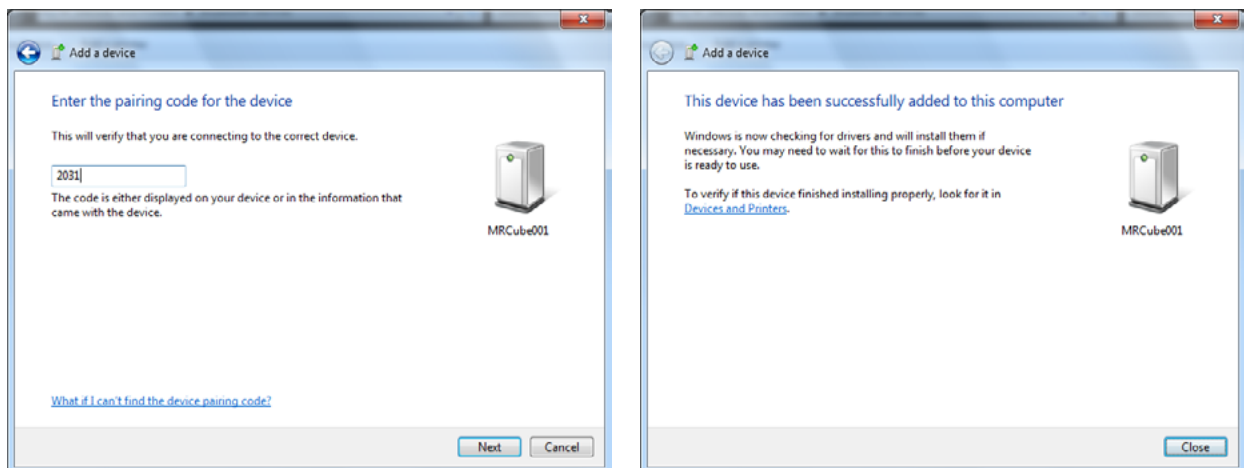 Add a device
Enter the pairing code for the device
This will verify that you are connecting to the correct device.
2031
The code is either displayed on your device or in the information that
came with the device.
MRCube001
What if I can't find the device pairing code?
Next
Cancel
Add a device
This device has been successfully added to this computer
Windows is now checking for drivers and will install them if
necessary. You may need to wait for this to finish before your device
is ready to use.
To verify if this device finished installing properly, look for it in
Devices and Printers.
MRCube001
Close